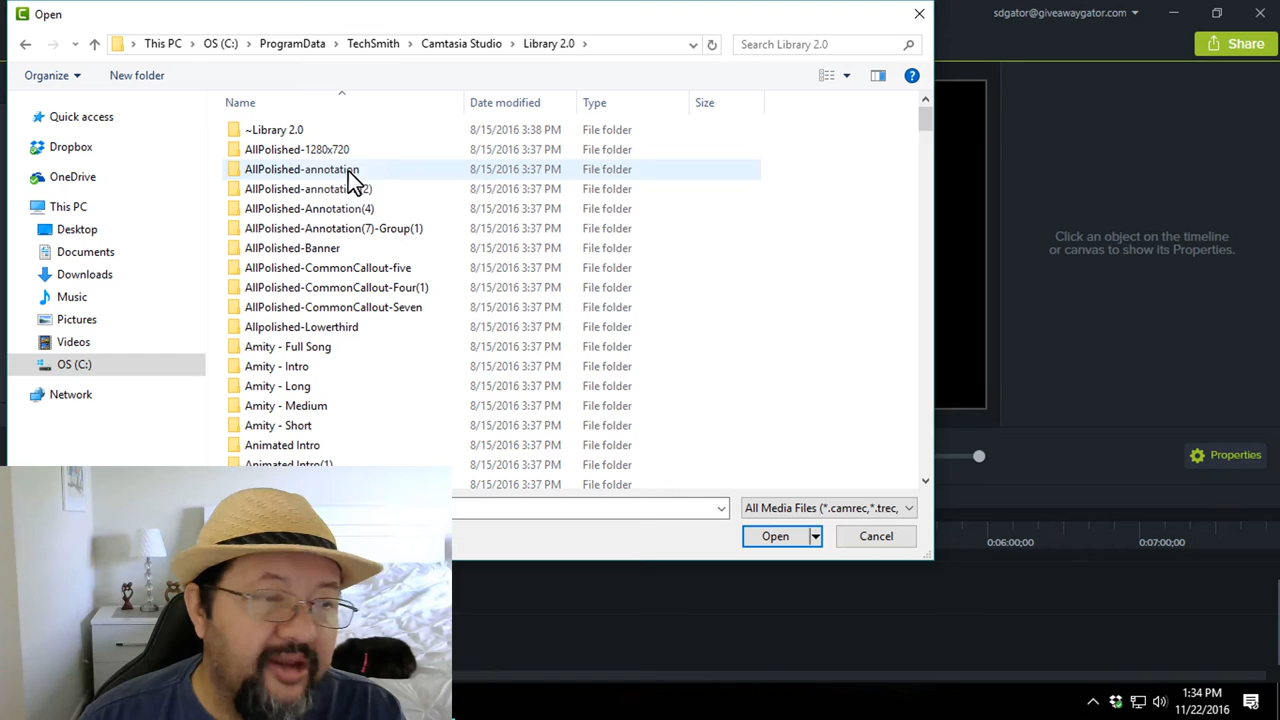 Open
sdgator@giveawaygator.com
This PC › OS (C:) › ProgramData › TechSmith › Camtasia Studio › Library 2.0 ›
Search Library 2.0
Share
Organize
New folder
Name
Date modified
Type
Size
Quick access
Dropbox
OneDrive
This PC
Desktop
Documents
Downloads
Music
Pictures
Videos
OS (C:)
Network
~Library 2.0 8/15/2016 3:38 PM File folder
AllPolished-1280x720 8/15/2016 3:37 PM File folder
AllPolished-annotation 8/15/2016 3:37 PM File folder
8/15/2016 3:37 PM File folder
AllPolished-Annotation(4) 8/15/2016 3:37 PM File folder
AllPolished-Annotation(7)-Group(1) 8/15/2016 3:37 PM File folder
AllPolished-Banner 8/15/2016 3:37 PM File folder
AllPolished-CommonCallout-five 8/15/2016 3:37 PM File folder
AllPolished-CommonCallout-Four(1) 8/15/2016 3:37 PM File folder
AllPolished-CommonCallout-Seven 8/15/2016 3:37 PM File folder
Allpolished-Lowerthird 8/15/2016 3:37 PM File folder
Amity - Full Song 8/15/2016 3:37 PM File folder
Amity - Intro 8/15/2016 3:37 PM File folder
Amity - Long 8/15/2016 3:37 PM File folder
Amity - Medium 8/15/2016 3:37 PM File folder
Amity - Short 8/15/2016 3:37 PM File folder
Animated Intro 8/15/2016 3:37 PM File folder
Animated Intro(1) 8/15/2016 3:37 PM File folder
8/15/2016 3:37 PM File folder
All Media Files (*.camrec,*.trec,
Open
Cancel
Click an object on the timeline
or canvas to show its Properties.
Properties
0:06:00;00
0:07:00;00
1:34 PM
11/22/2016